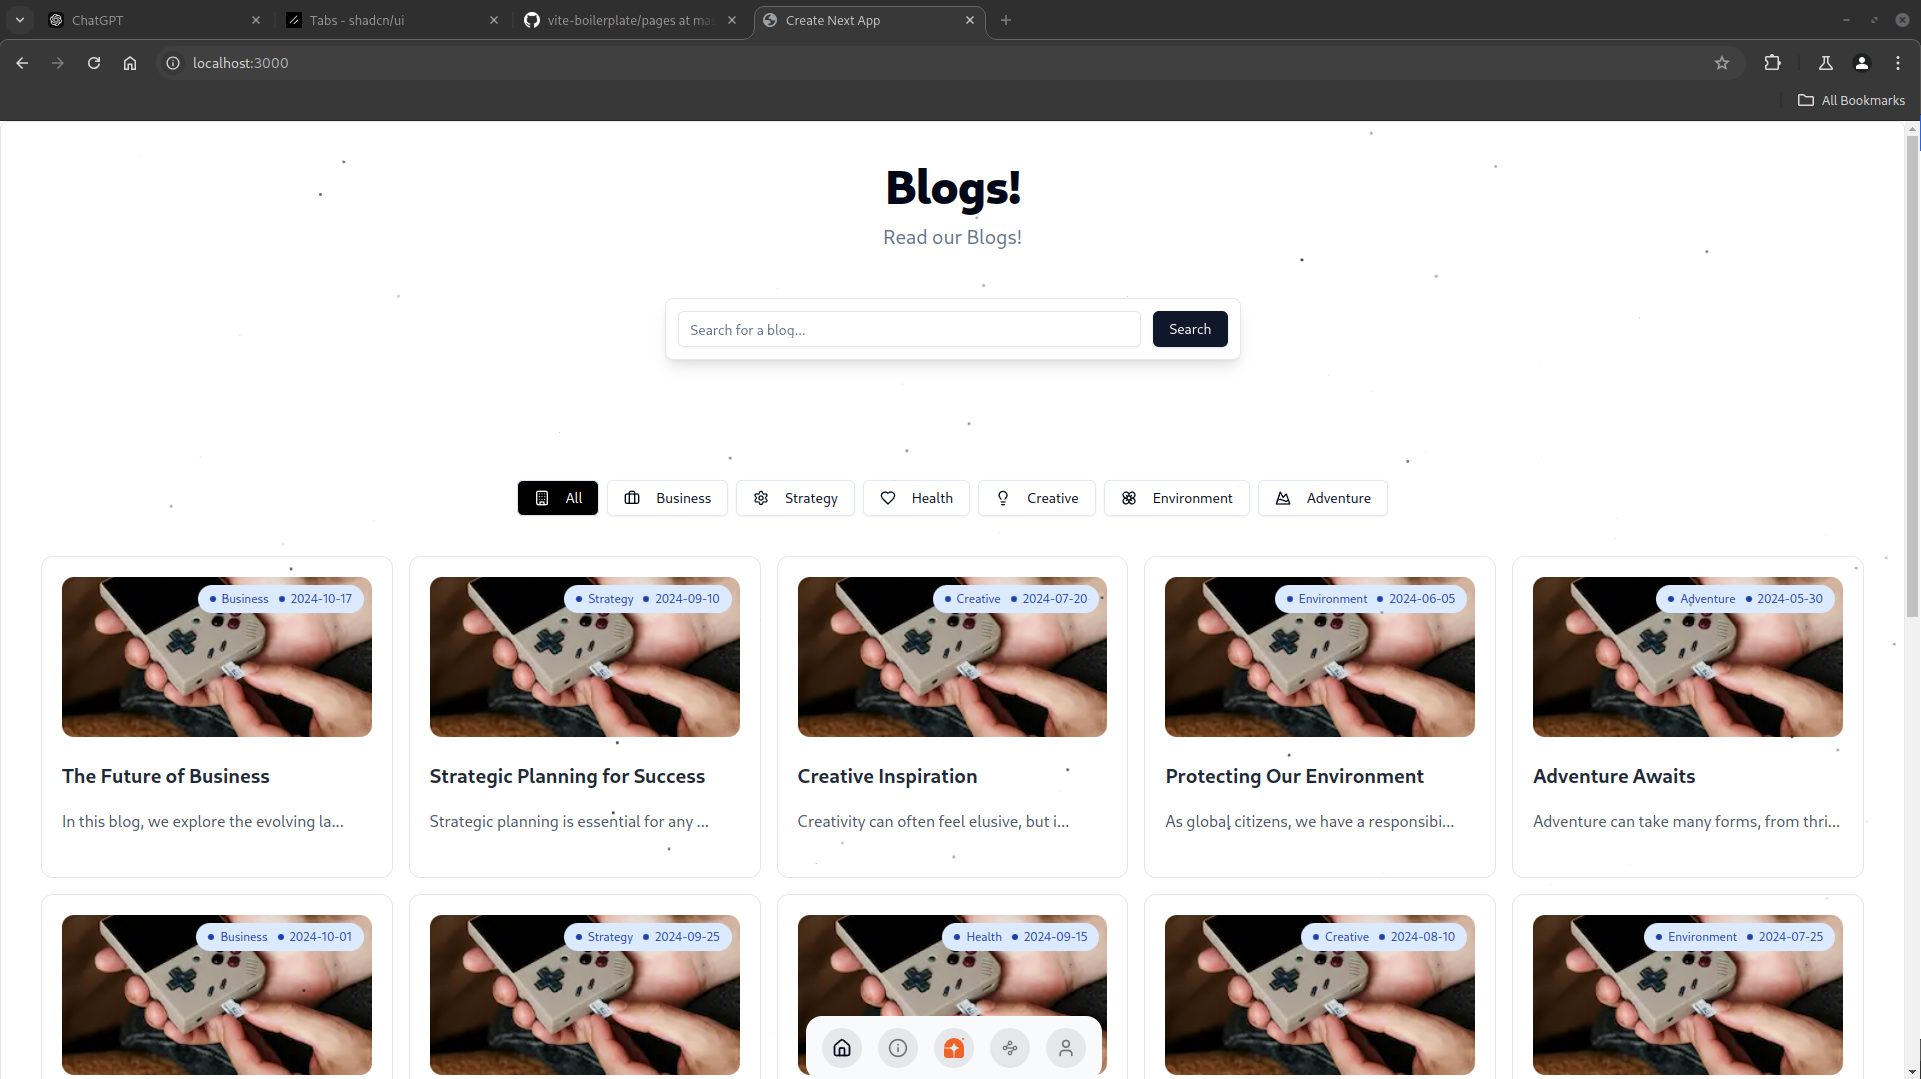 ChatGPT
Tabs - shadcn/ui
vite-boilerplate/pages at mas
Create Next App
localhost:3000
All Bookmarks
Blogs!
Read our Blogs!
Search for a blog...
Search
All
Business
Strategy
Health
Creative
Environment
Adventure
Business 2024-10-17
Strategy 2024-09-10
Creative 2024-07-20
Environment 2024-06-05
Adventure 2024-05-30
The Future of Business
Strategic Planning for Success
Creative Inspiration
Protecting Our Environment
Adventure Awaits
In this blog, we explore the evolving la...
Strategic planning is essential for any ...
Creativity can often feel elusive, but i...
As global citizens, we have a responsibi...
Adventure can take many forms, from thri...
Business 2024-10-01
Strategy 2024-09-25
Health 2024-09-15
Creative 2024-08-10
Environment 2024-07-25